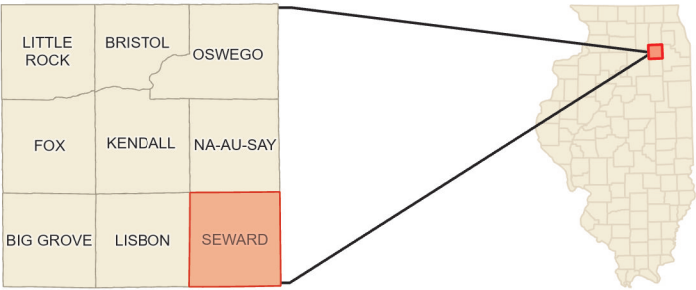 LITTLE
ROCK
BRISTOL
OSWEGO
FOX
KENDALL
NA-AU-SAY
BIG GROVE
LISBON
SEWARD